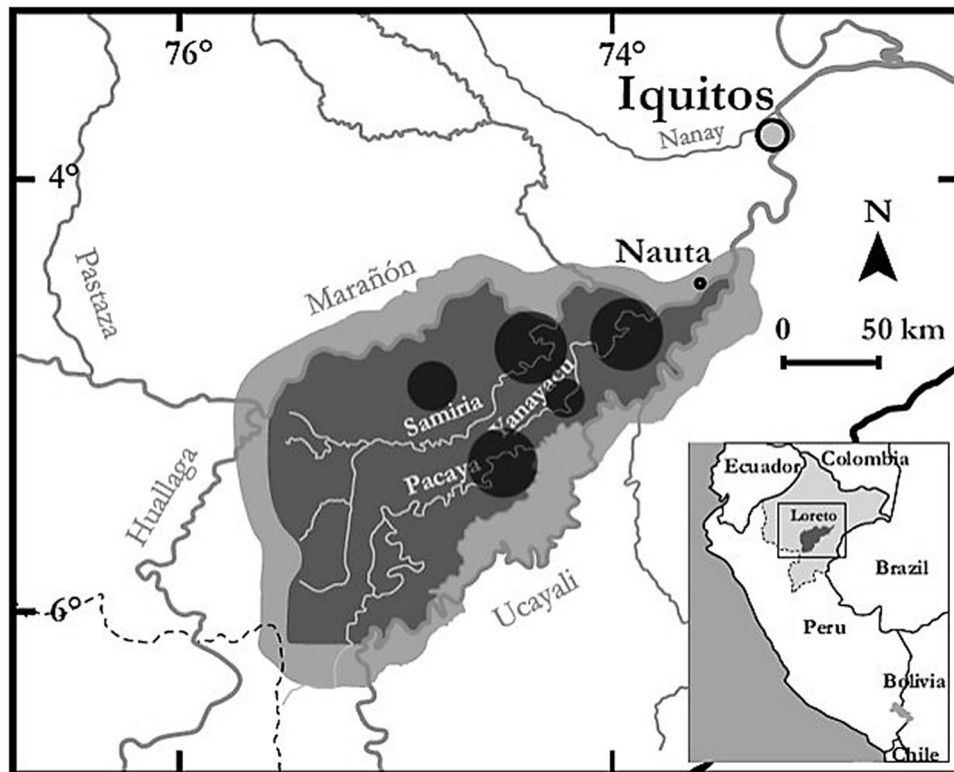 76°
74°
Iquitos
Nanay
4°
N
Nauta
Pastaza
Marañón
0
50 km
Samiria
Yanayacu
Huallaga
Pacaya
Ecuador
Colombia
Loreto
Brazil
6°
Ucayali
Peru
Bolivia
Chile